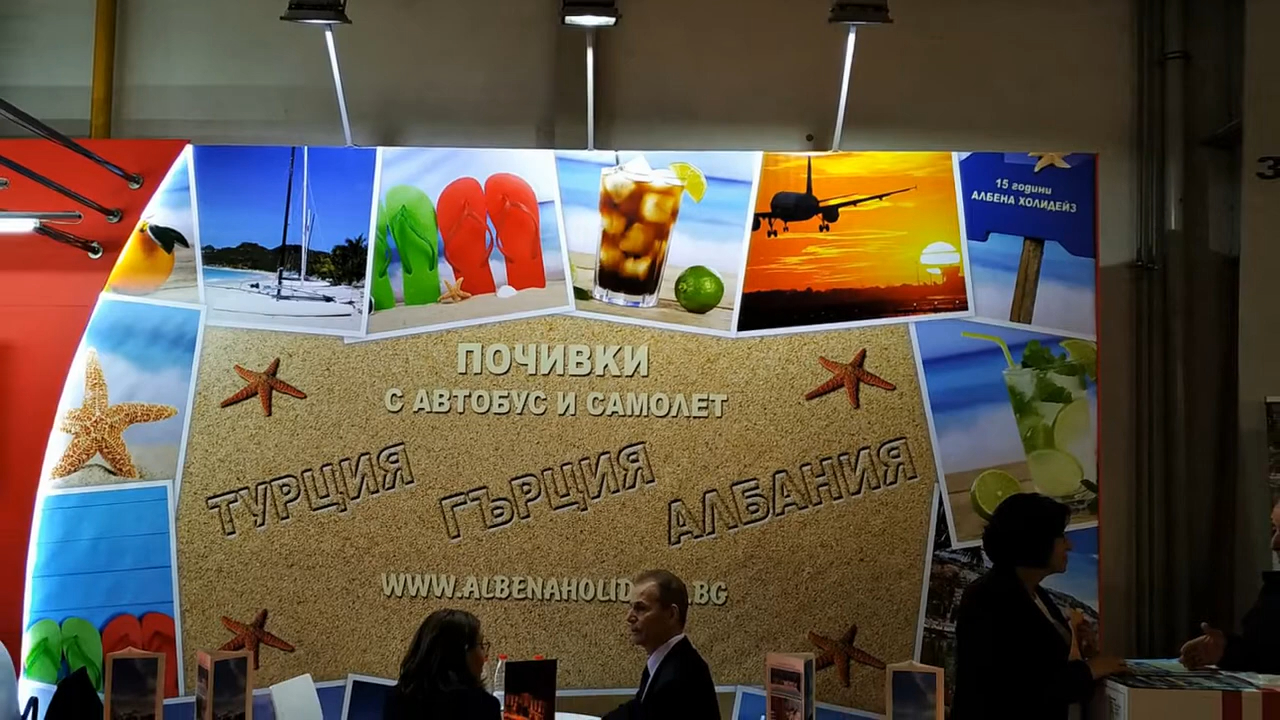 15 години
АЛБЕНА ХОЛИДЕЙЗ
ПОЧИВКИ
С АВТОБУС И САМОЛЕТ
ТУРЦИЯ ГЪРЦИЯ АЛБАНИЯ